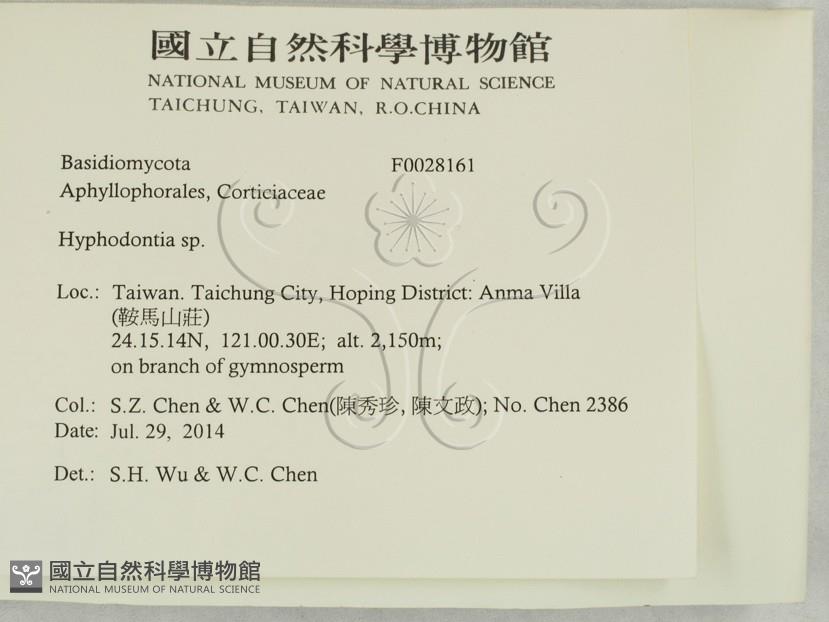 國立自然科學博物館
NATIONAL MUSEUM OF NATURAL SCIENCE
TAICHUNG, TAIWAN, R.O.CHINA
Basidiomycota F0028161
Aphyllophorales, Corticiaceae
Hyphodontia sp.
Loc.: Taiwan. Taichung City, Hoping District: Anma Villa
(鞍馬山莊)
24.15.14N, 121.00.30E; alt. 2,150m;
on branch of gymnosperm
Col.: S.Z. Chen & W.C. Chen(陳秀珍, 陳文政); No. Chen 2386
Date: Jul. 29, 2014
Det.: S.H. Wu & W.C. Chen
國立自然科學博物館
NATIONAL MUSEUM OF NATURAL SCIENCE